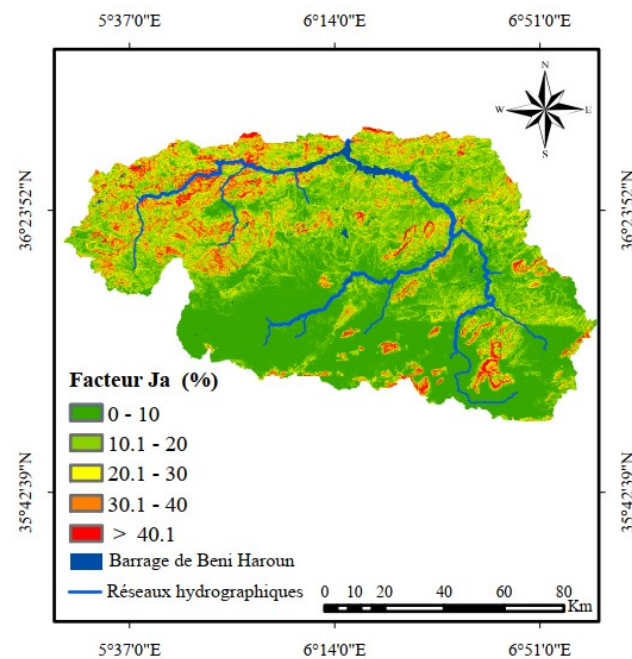 5°37'0"E 6°14'0"E 6°51'0"E
N
W E
S
36°23'52"N 36°23'52"N
Facteur Ja (%)
0 - 10
10.1 - 20
20.1 - 30
30.1 - 40
> 40.1
Barrage de Beni Haroun
Réseaux hydrographiques
35°42'39"N 35°42'39"N
0 20 40 60 80
Km
5°37'0"E 6°14'0"E 6°51'0"E